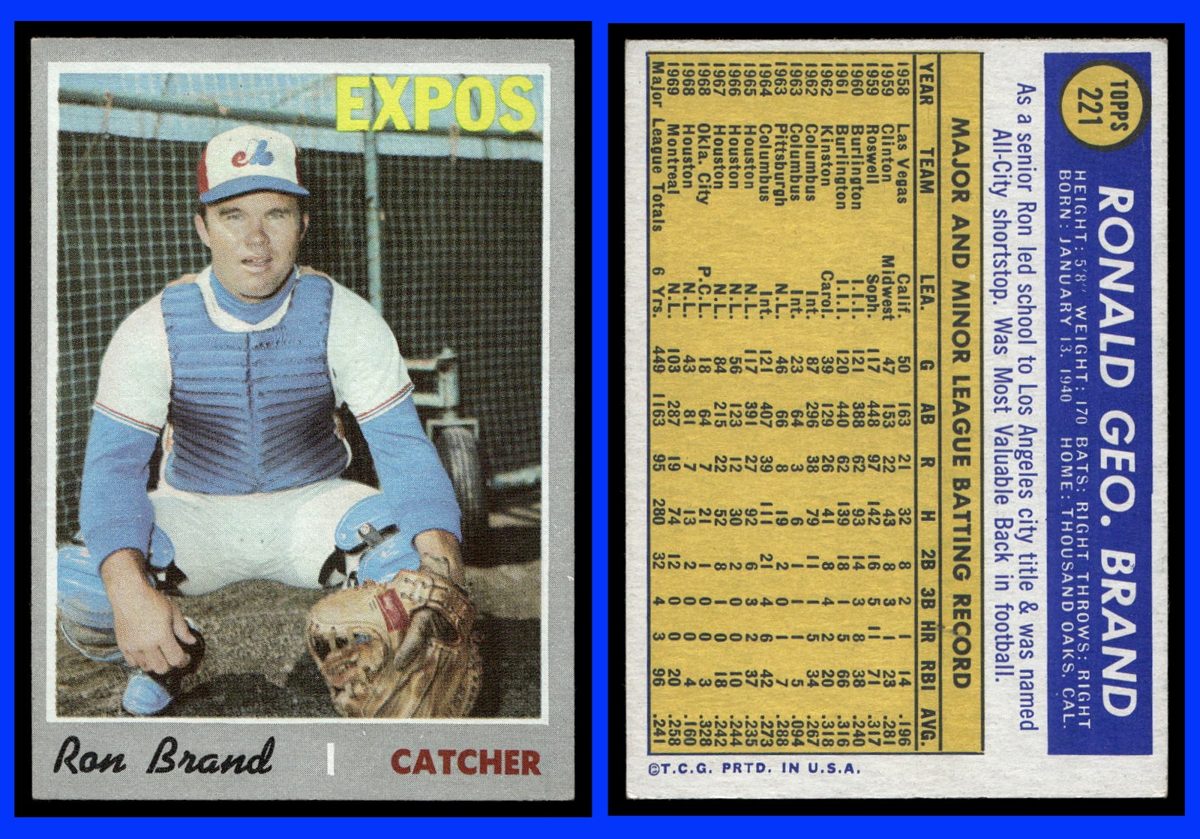 EXPOS
e b
Ron Brand CATCHER
TOPPS
221
RONALD GEO. BRAND
HEIGHT: 5'8" WEIGHT: 170 BATS: RIGHT THROWS: RIGHT
BORN: JANUARY 13, 1940 HOME: THOUSAND OAKS, CAL.
As a senior Ron led school to Los Angeles city title & was named
All-City shortstop. Was Most Valuable Back in football.
MAJOR AND MINOR LEAGUE BATTING RECORD
YEAR TEAM LEA. G AB R H 2B 3B HR RBI AVG.
1958 Las Vegas Calif. 50 163 21 32 8 2 1 14 .196
1959 Clinton Midwest 47 153 22 43 8 3 1 23 .281
1959 Roswell Soph. 117 448 97 142 16 5 11 71 .317
1960 Burlington I.I.I. 121 388 62 93 14 3 8 38 .240
1961 Burlington I.I.I. 120 440 62 139 18 1 5 66 .316
1962 Kinston Carol. 39 129 26 41 8 4 2 20 .318
1962 Columbus Int. 87 296 38 79 11 2 5 34 .267
1963 Columbus Int. 23 64 3 6 1 0 1 5 .094
1963 Pittsburgh N.L. 46 66 8 19 2 0 1 7 .288
1964 Columbus Int. 121 407 39 111 21 4 6 42 .273
1965 Houston N.L. 117 391 27 92 6 3 2 37 .235
1966 Houston N.L. 56 123 12 30 2 0 0 10 .244
1967 Houston N.L. 84 215 22 52 8 1 0 18 .242
1968 Okla. City P.C.L. 18 64 7 21 1 0 0 3 .328
1968 Houston N.L. 43 81 7 13 2 0 0 4 .160
1969 Montreal N.L. 103 287 19 74 12 0 0 20 .258
Major League Totals 6 Yrs. 449 1163 95 280 32 4 3 96 .241
©T.C.G. PRTD. IN U.S.A.